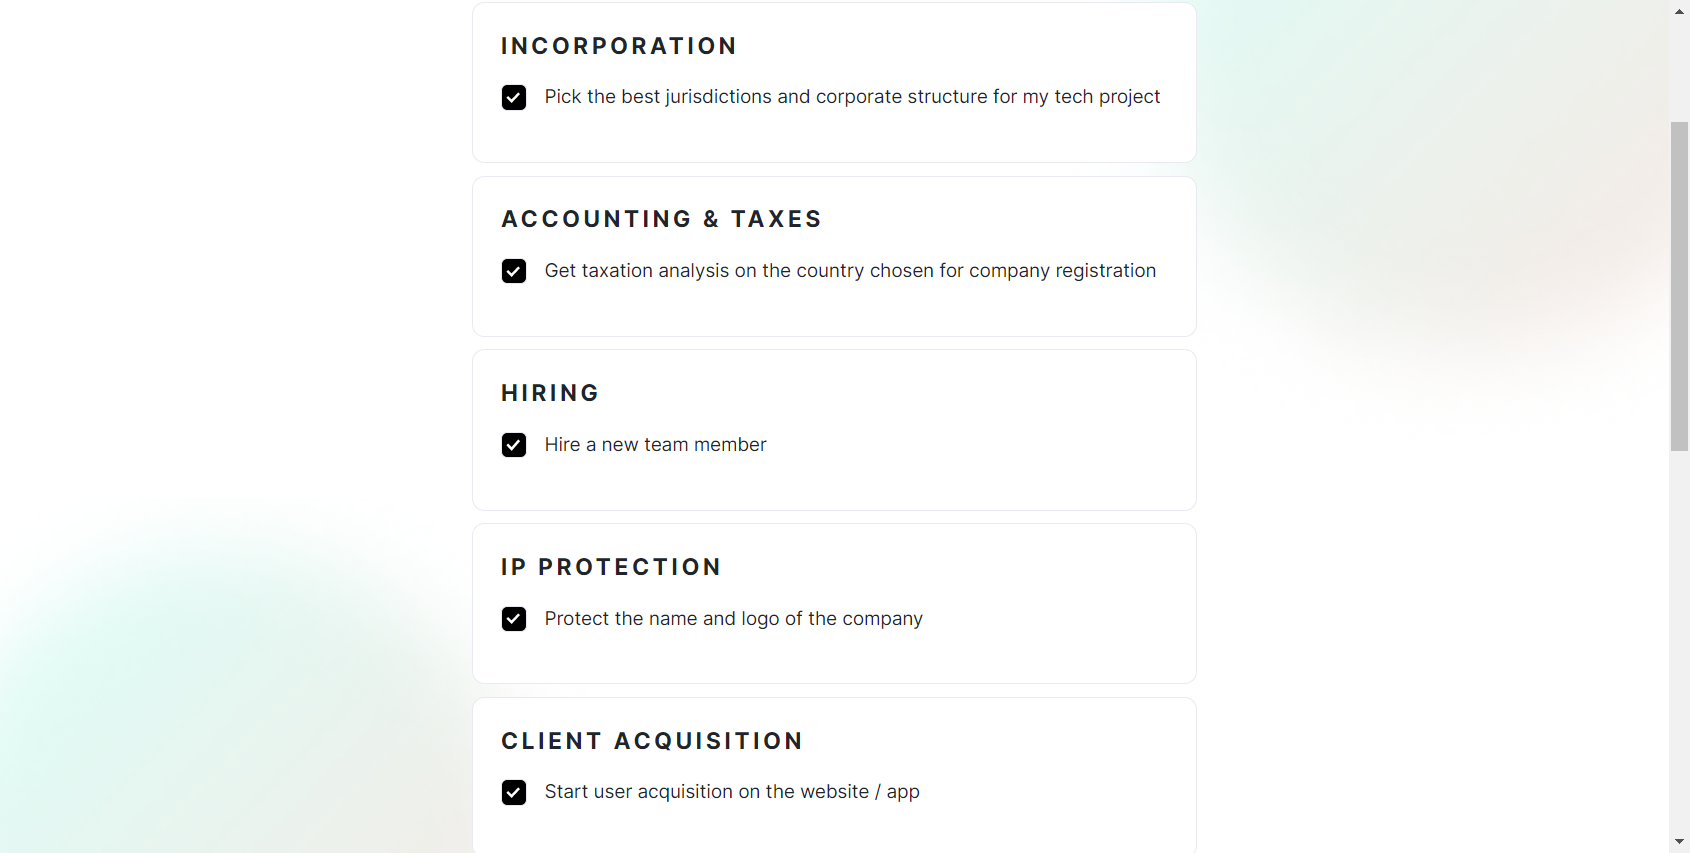 INCORPORATION
Pick the best jurisdictions and corporate structure for my tech project
ACCOUNTING & TAXES
Get taxation analysis on the country chosen for company registration
HIRING
Hire a new team member
IP PROTECTION
Protect the name and logo of the company
CLIENT ACQUISITION
Start user acquisition on the website / app